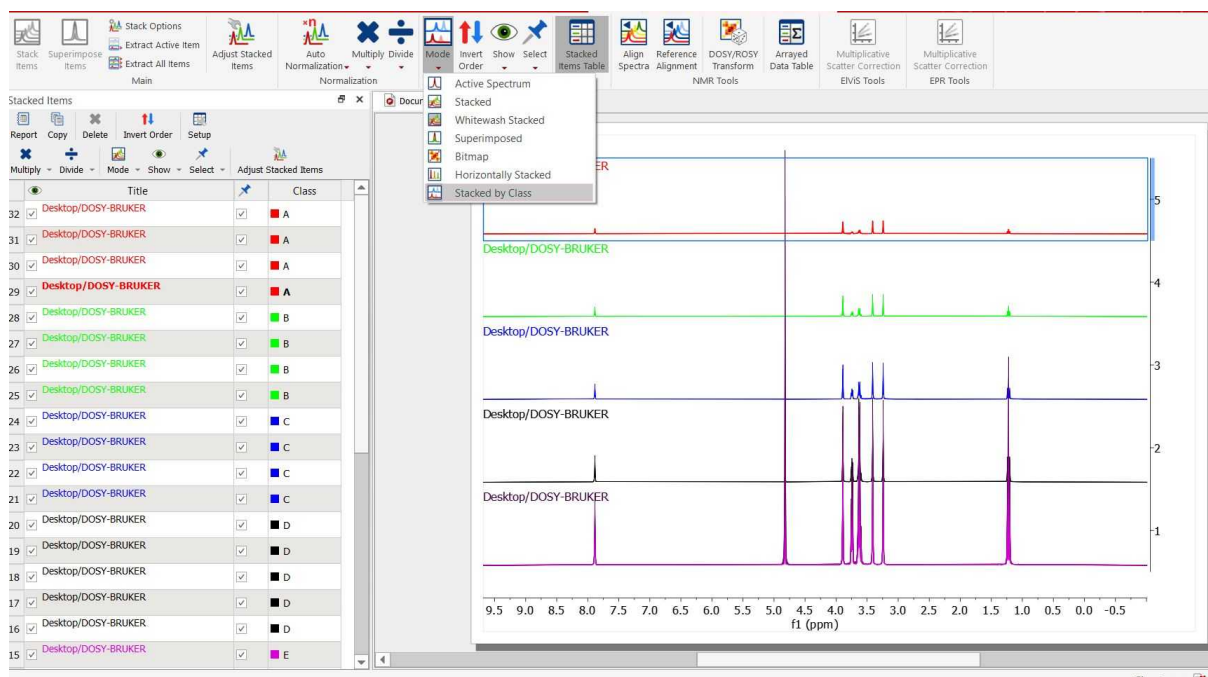 Stack Items
Superimpose Items
Stack Options
Extract Active Item
Extract All Items
Main
Adjust Stacked Items
Auto Normalization
Multiply
Divide
Normalization
Mode
Invert Order
Show
Select
Stacked Items Table
Align Spectra
Reference Alignment
DOSY/ROSY Transform
Arrayed Data Table
NMR Tools
Multiplicative Scatter Correction
ElViS Tools
Multiplicative Scatter Correction
EPR Tools
Active Spectrum
Stacked
Whitewash Stacked
Superimposed
Bitmap
Horizontally Stacked
Stacked by Class
Stacked Items
Report Copy Delete Invert Order Setup
Multiply Divide Mode Show Select Adjust Stacked Items
Title Class
32 Desktop/DOSY-BRUKER A
31 Desktop/DOSY-BRUKER A
30 Desktop/DOSY-BRUKER A
29 Desktop/DOSY-BRUKER A
28 Desktop/DOSY-BRUKER B
27 Desktop/DOSY-BRUKER B
26 Desktop/DOSY-BRUKER B
25 Desktop/DOSY-BRUKER B
24 Desktop/DOSY-BRUKER C
23 Desktop/DOSY-BRUKER C
22 Desktop/DOSY-BRUKER C
21 Desktop/DOSY-BRUKER C
20 Desktop/DOSY-BRUKER D
19 Desktop/DOSY-BRUKER D
18 Desktop/DOSY-BRUKER D
17 Desktop/DOSY-BRUKER D
16 Desktop/DOSY-BRUKER D
15 Desktop/DOSY-BRUKER E
Docur
ER
5
Desktop/DOSY-BRUKER
4
Desktop/DOSY-BRUKER
3
Desktop/DOSY-BRUKER
2
Desktop/DOSY-BRUKER
1
9.5 9.0 8.5 8.0 7.5 7.0 6.5 6.0 5.5 5.0 4.5 4.0 3.5 3.0 2.5 2.0 1.5 1.0 0.5 0.0 -0.5
f1 (ppm)